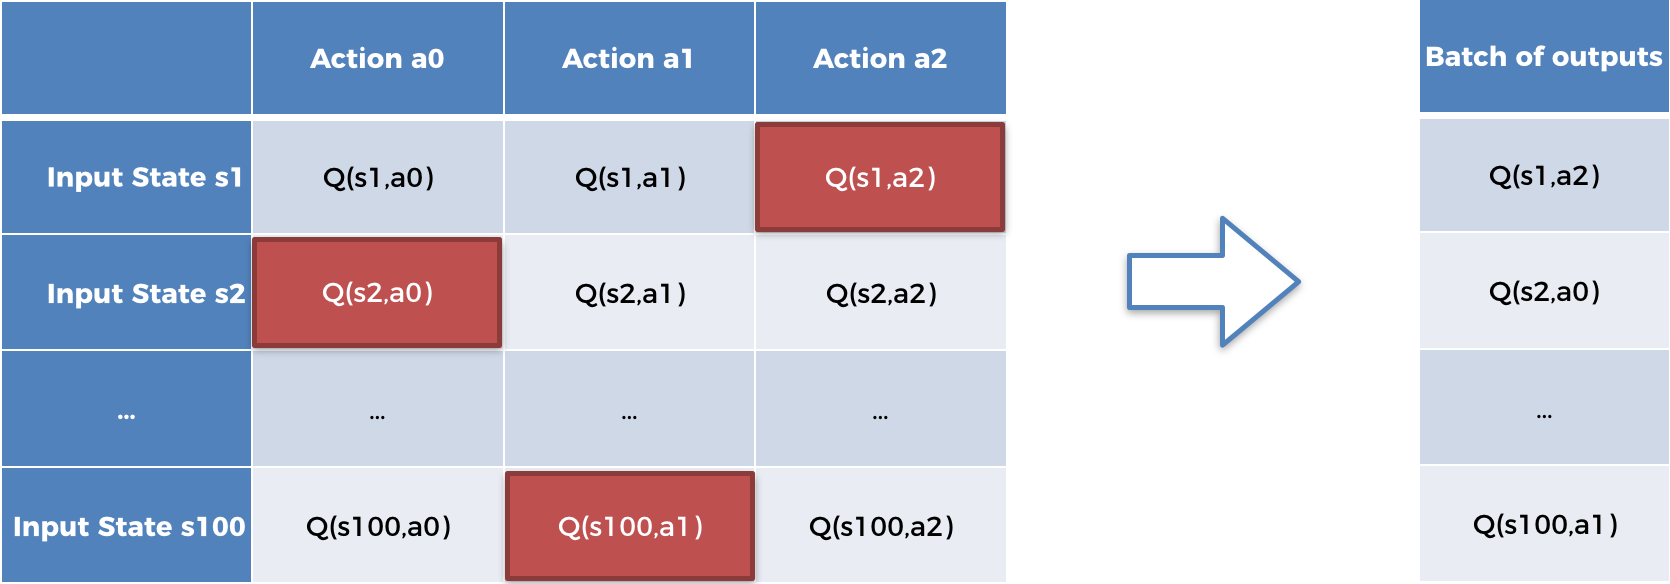 Action a0 Action a1 Action a2 Batch of outputs
Input State s1 Q(s1,a0) Q(s1,a1) Q(s1,a2) Q(s1,a2)
Input State s2 Q(s2,a0) Q(s2,a1) Q(s2,a2) Q(s2,a0)
... ... ... ... ...
Input State s100 Q(s100,a0) Q(s100,a1) Q(s100,a2) Q(s100,a1)